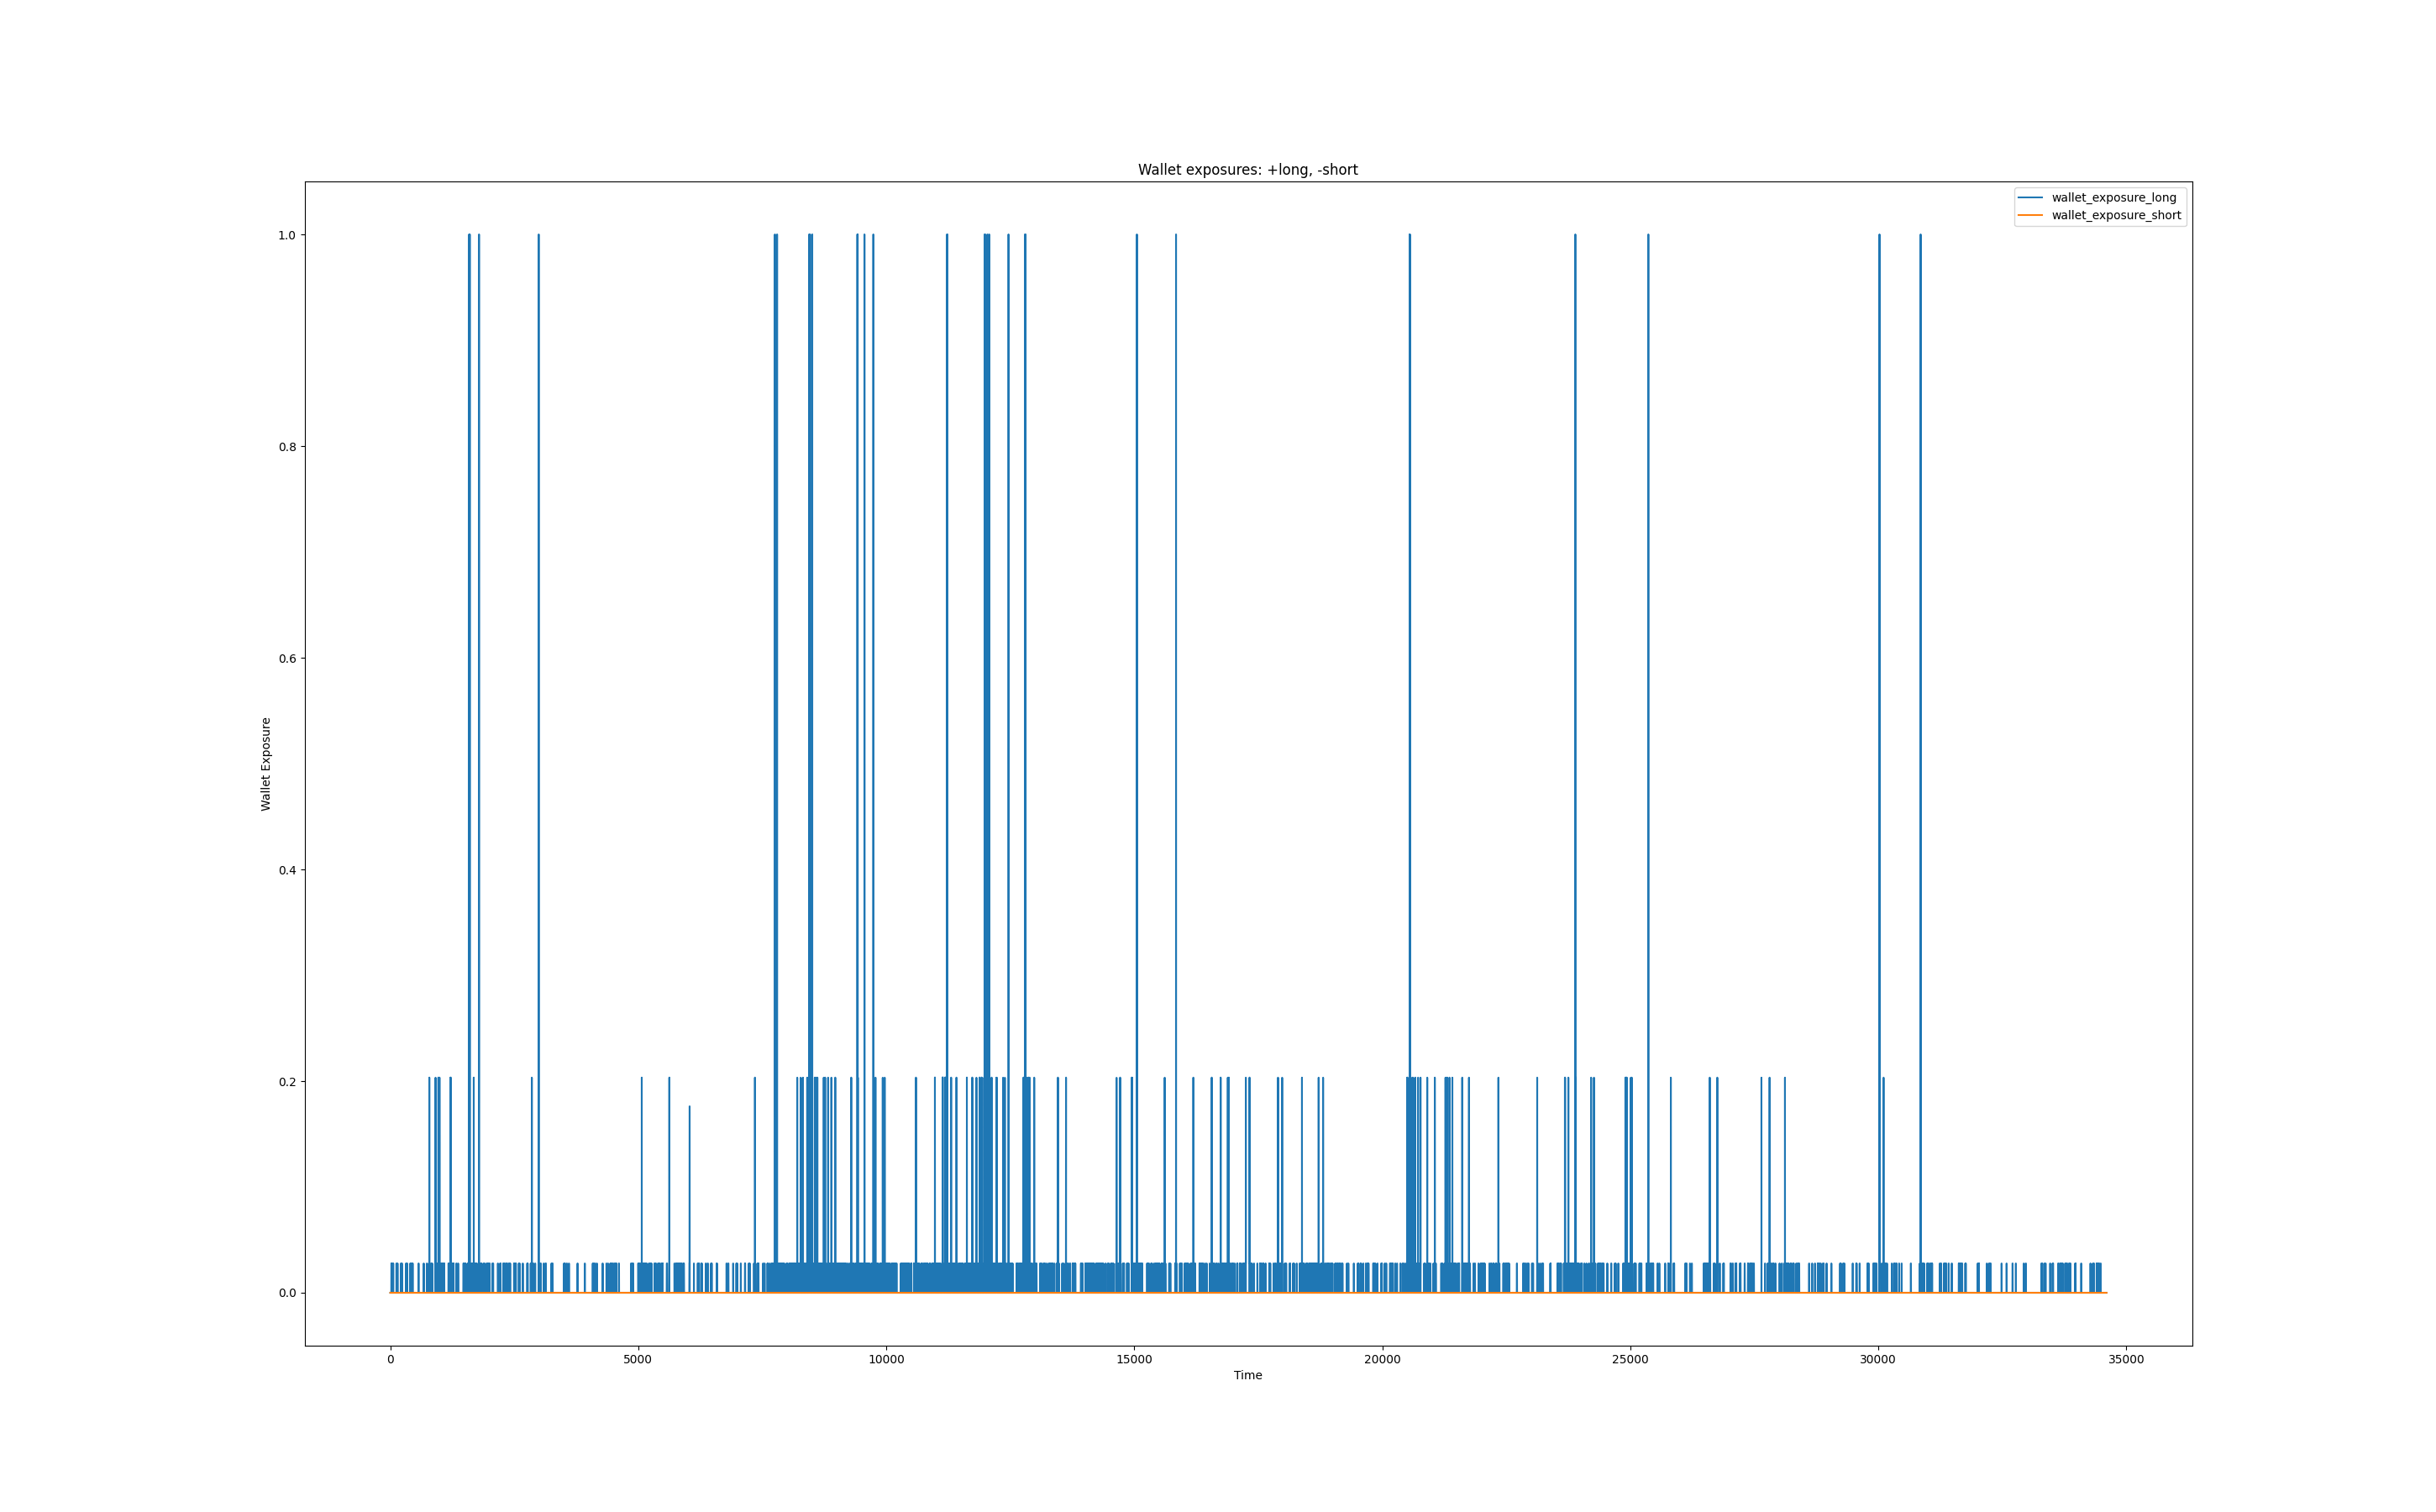 Wallet exposures: +long, -short
wallet_exposure_long
wallet_exposure_short
1.0
0.8
0.6
0.4
0.2
0.0
Wallet Exposure
0 5000 10000 15000 20000 25000 30000 35000
Time